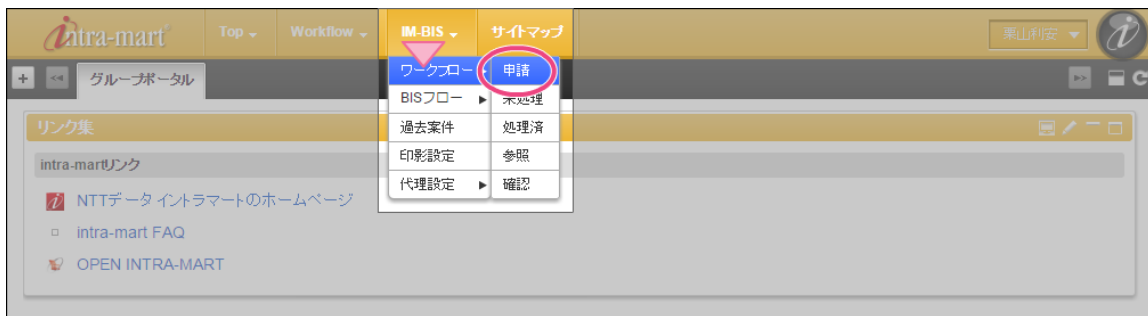 intra-mart Top Workflow IM-BIS サイトマップ 栗山利安
グループポータル
ワークフロー 申請
BISフロー 未処理
過去案件 処理済
印影設定 参照
代理設定 確認
リンク集
intra-martリンク
NTTデータ イントラマートのホームページ
intra-mart FAQ
OPEN INTRA-MART